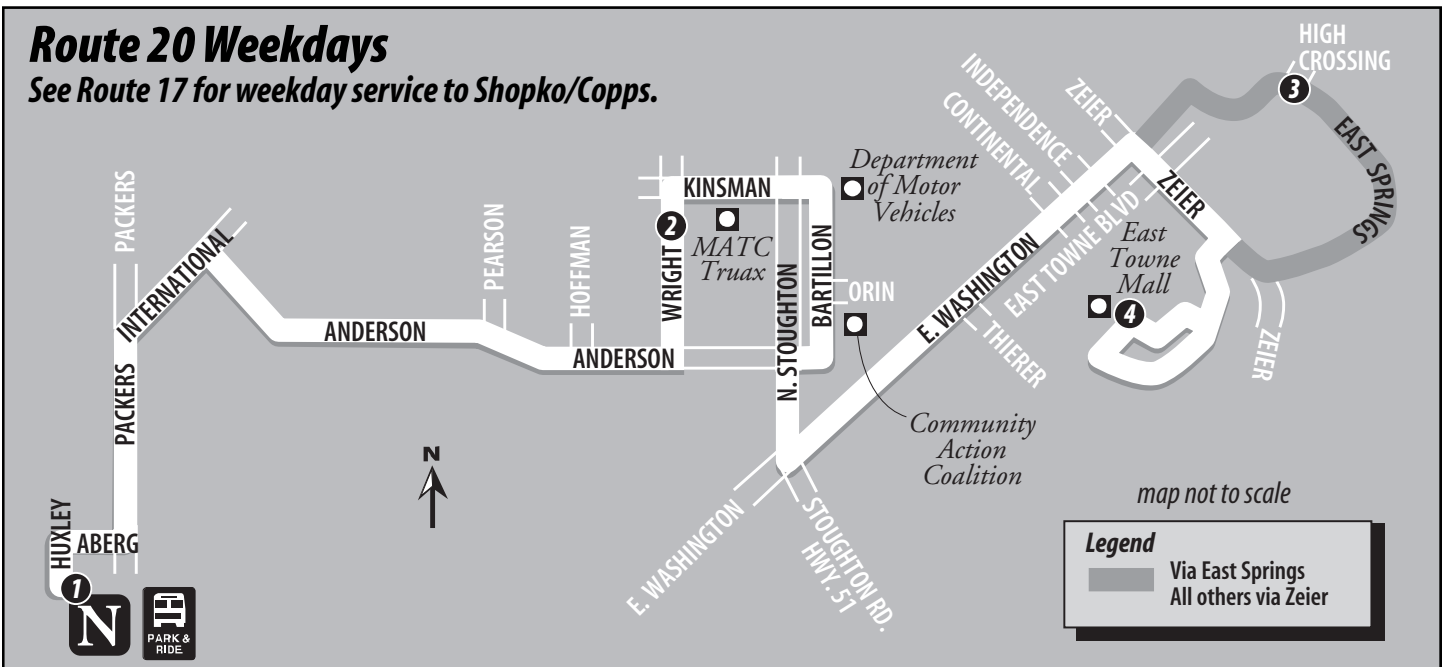 Route 20 Weekdays
See Route 17 for weekday service to Shopko/Copps.
HIGH
CROSSING
3
INDEPENDENCE
CONTINENTAL
ZEIER
EAST SPRINGS
PACKERS
KINSMAN
Department
of Motor
Vehicles
ZEIER
INTERNATIONAL
PEARSON
HOFFMAN
2
WRIGHT
MATC
Truax
N. STOUGHTON
BARTILLON
ORIN
E. WASHINGTON
EAST TOWNE BLVD
East
Towne
Mall
4
ANDERSON
ANDERSON
THIERER
ZEIER
PACKERS
Community
Action
Coalition
N
HUXLEY
ABERG
E. WASHINGTON
STOUGHTON RD.
HWY. 51
map not to scale
Legend
Via East Springs
All others via Zeier
1
N
PARK &
RIDE